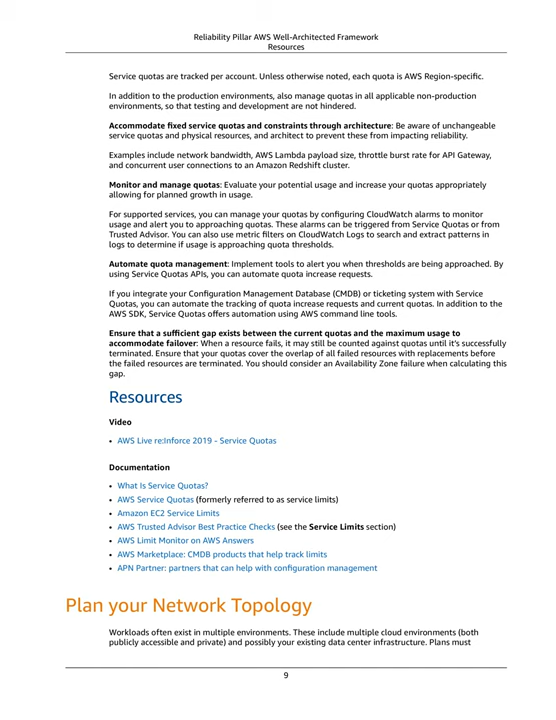 Reliability Pillar AWS Well-Architected Framework
Resources
Service quotas are tracked per account. Unless otherwise noted, each quota is AWS Region-specific.
In addition to the production environments, also manage quotas in all applicable non-production
environments, so that testing and development are not hindered.
Accommodate fixed service quotas and constraints through architecture: Be aware of unchangeable
service quotas and physical resources, and architect to prevent these from impacting reliability.
Examples include network bandwidth, AWS Lambda payload size, throttle burst rate for API Gateway,
and concurrent user connections to an Amazon Redshift cluster.
Monitor and manage quotas: Evaluate your potential usage and increase your quotas appropriately
allowing for planned growth in usage.
For supported services, you can manage your quotas by configuring CloudWatch alarms to monitor
usage and alert you to approaching quotas. These alarms can be triggered from Service Quotas or from
Trusted Advisor. You can also use metric filters on CloudWatch Logs to search and extract patterns in
logs to determine if usage is approaching quota thresholds.
Automate quota management: Implement tools to alert you when thresholds are being approached. By
using Service Quotas APIs, you can automate quota increase requests.
If you integrate your Configuration Management Database (CMDB) or ticketing system with Service
Quotas, you can automate the tracking of quota increase requests and current quotas. In addition to the
AWS SDK, Service Quotas offers automation using AWS command line tools.
Ensure that a sufficient gap exists between the current quotas and the maximum usage to
accommodate failover: When a resource fails, it may still be counted against quotas until it's successfully
terminated. Ensure that your quotas cover the overlap of all failed resources with replacements before
the failed resources are terminated. You should consider an Availability Zone failure when calculating this
gap.
Resources
Video
• AWS Live re:Inforce 2019 - Service Quotas
Documentation
• What Is Service Quotas?
• AWS Service Quotas (formerly referred to as service limits)
• Amazon EC2 Service Limits
• AWS Trusted Advisor Best Practice Checks (see the Service Limits section)
• AWS Limit Monitor on AWS Answers
• AWS Marketplace: CMDB products that help track limits
• APN Partner: partners that can help with configuration management
Plan your Network Topology
Workloads often exist in multiple environments. These include multiple cloud environments (both
publicly accessible and private) and possibly your existing data center infrastructure. Plans must
9